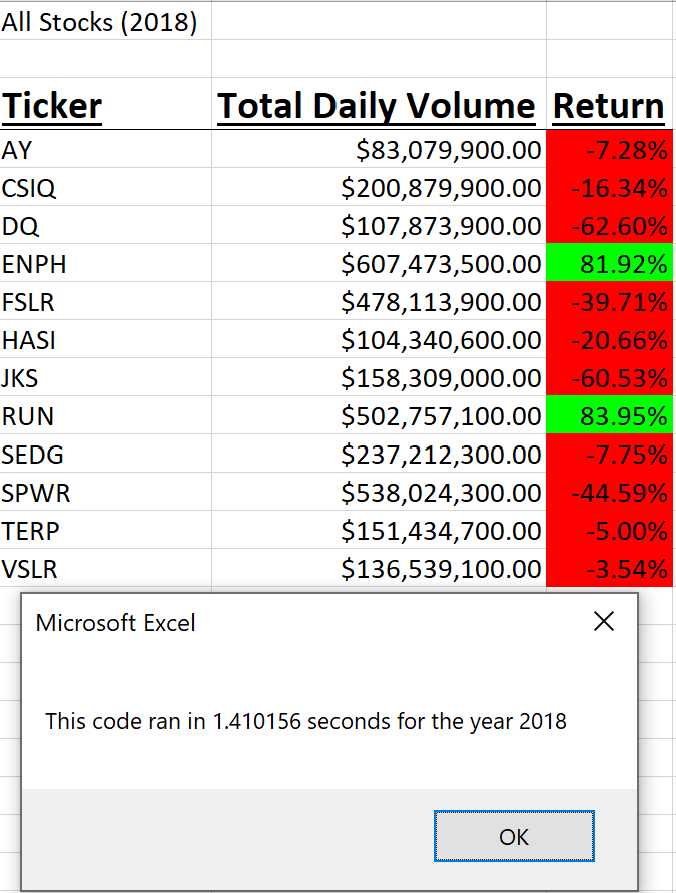 All Stocks (2018)
Ticker Total Daily Volume Return
AY $83,079,900.00 -7.28%
CSIQ $200,879,900.00 -16.34%
DQ $107,873,900.00 -62.60%
ENPH $607,473,500.00 81.92%
FSLR $478,113,900.00 -39.71%
HASI $104,340,600.00 -20.66%
JKS $158,309,000.00 -60.53%
RUN $502,757,100.00 83.95%
SEDG $237,212,300.00 -7.75%
SPWR $538,024,300.00 -44.59%
TERP $151,434,700.00 -5.00%
VSLR $136,539,100.00 -3.54%
Microsoft Excel
This code ran in 1.410156 seconds for the year 2018
OK